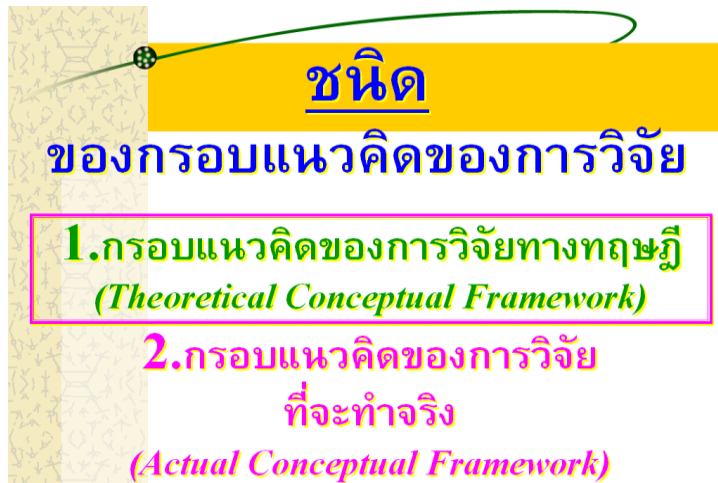 ชนิด
ของกรอบแนวคิดของการวิจัย
1.กรอบแนวคิดของการวิจัยทางทฤษฎี
(Theoretical Conceptual Framework)
2.กรอบแนวคิดของการวิจัย
ที่จะทำจริง
(Actual Conceptual Framework)